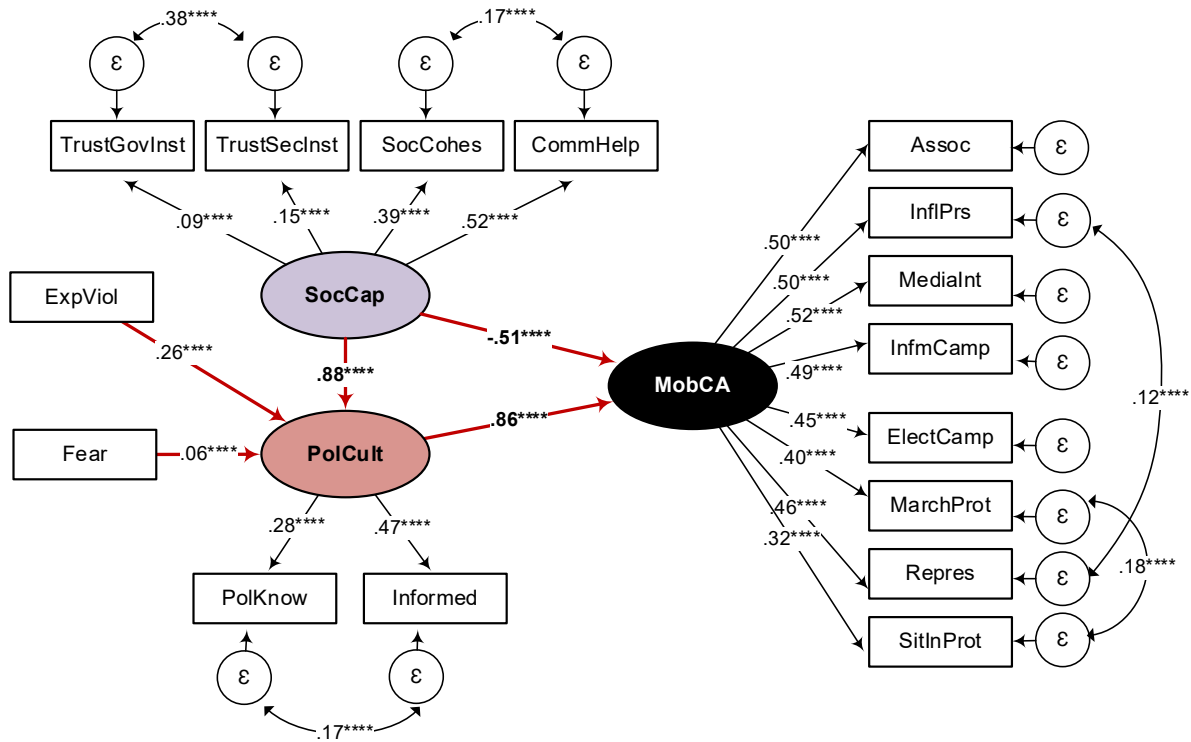 .38****
.17****
ε
ε
ε
ε
TrustGovInst
TrustSecInst
SocCohes
CommHelp
.09****
.15****
.39****
.52****
ExpViol
SocCap
.26****
-.51****
.88****
Fear
.06****
PolCult
.86****
MobCA
.28****
.47****
PolKnow
Informed
ε
ε
.17****
.50****
.50****
.52****
.49****
.45****
.40****
.46****
.32****
Assoc
ε
InflPrs
ε
MediaInt
ε
InfmCamp
ε
.12****
ElectCamp
ε
MarchProt
ε
Repres
ε
.18****
SitInProt
ε